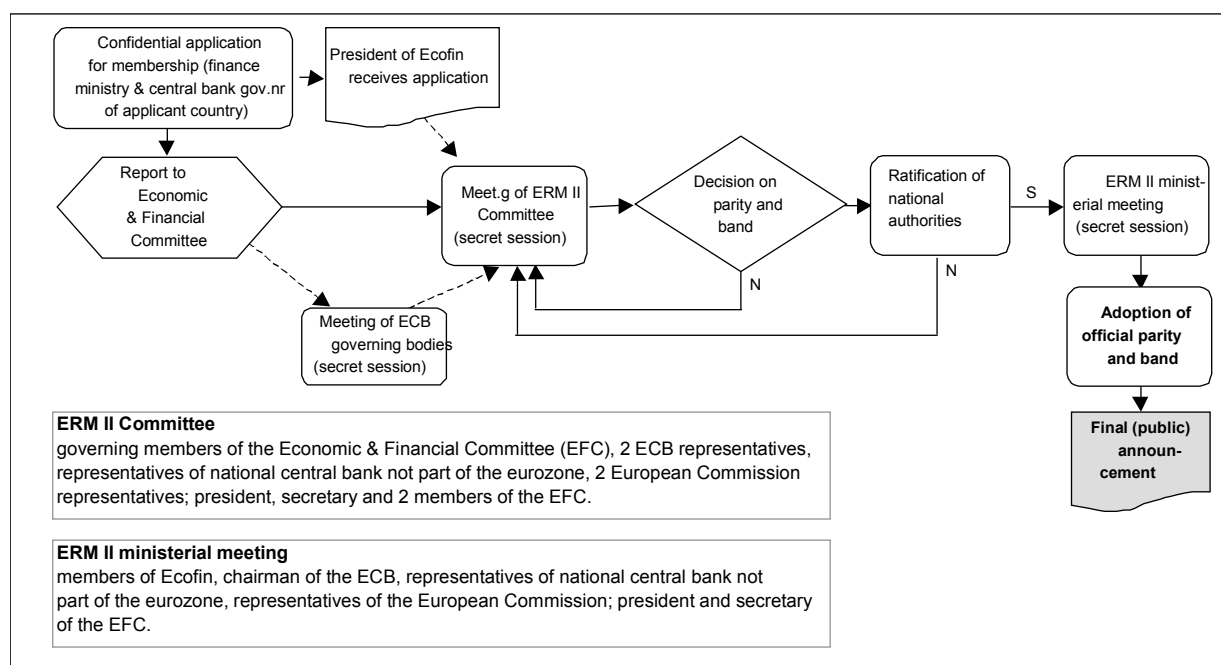 Confidential application
for membership (finance
ministry & central bank gov.nr
of applicant country)
President of Ecofin
receives application
Report to
Economic
& Financial
Committee
Meet.g of ERM II
Committee
(secret session)
Decision on
parity and
band
Ratification of
national
authorities
S
ERM II minist-
erial meeting
(secret session)
N
N
Meeting of ECB
governing bodies
(secret session)
Adoption of
official parity
and band
Final (public)
announ-
cement
ERM II Committee
governing members of the Economic & Financial Committee (EFC), 2 ECB representatives,
representatives of national central bank not part of the eurozone, 2 European Commission
representatives; president, secretary and 2 members of the EFC.
ERM II ministerial meeting
members of Ecofin, chairman of the ECB, representatives of national central bank not
part of the eurozone, representatives of the European Commission; president and secretary
of the EFC.